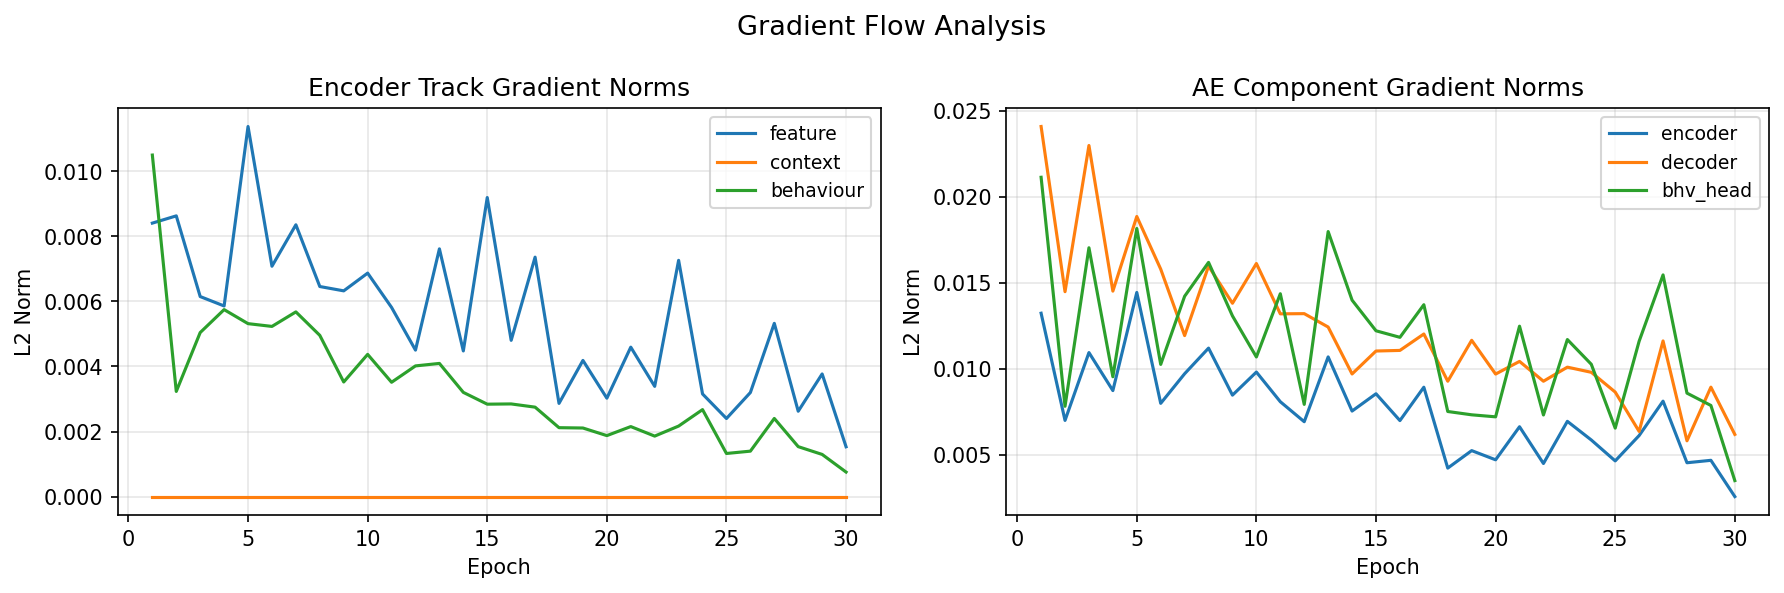 Gradient Flow Analysis
Encoder Track Gradient Norms
L2 Norm
0.010
0.008
0.006
0.004
0.002
0.000
feature
context
behaviour
0 5 10 15 20 25 30
Epoch
AE Component Gradient Norms
L2 Norm
0.025
0.020
0.015
0.010
0.005
encoder
decoder
bhv_head
0 5 10 15 20 25 30
Epoch